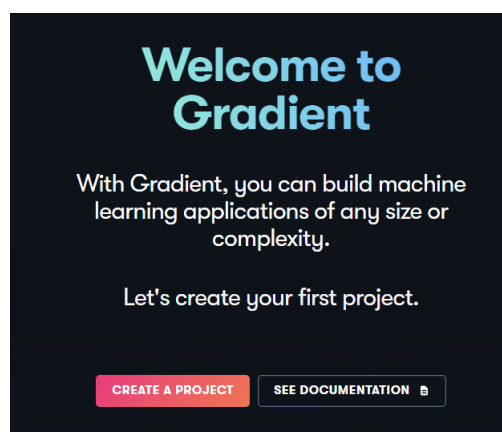 Welcome to
Gradient
With Gradient, you can build machine
learning applications of any size or
complexity.
Let's create your first project.
CREATE A PROJECT
SEE DOCUMENTATION